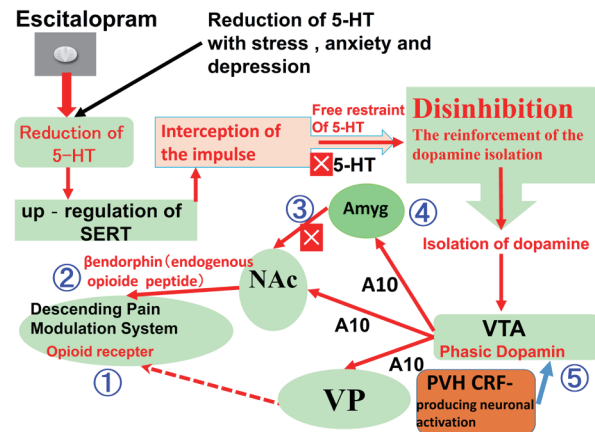 Escitalopram
Reduction of 5-HT
with stress , anxiety and
depression
Reduction of
5-HT
up - regulation of
SERT
Interception of
the impulse
Free restraint
Of 5-HT
5-HT
Disinhibition
The reinforcement of the
dopamine isolation
Isolation of dopamine
③
Amyg
④
②
βendorphin(endogenous
opioide peptide)
NAc
A10
A10
A10
Descending Pain
Modulation System
Opioid recepter
①
VP
VTA
Phasic Dopamin
PVH CRF-
producing neuronal
activation
⑤